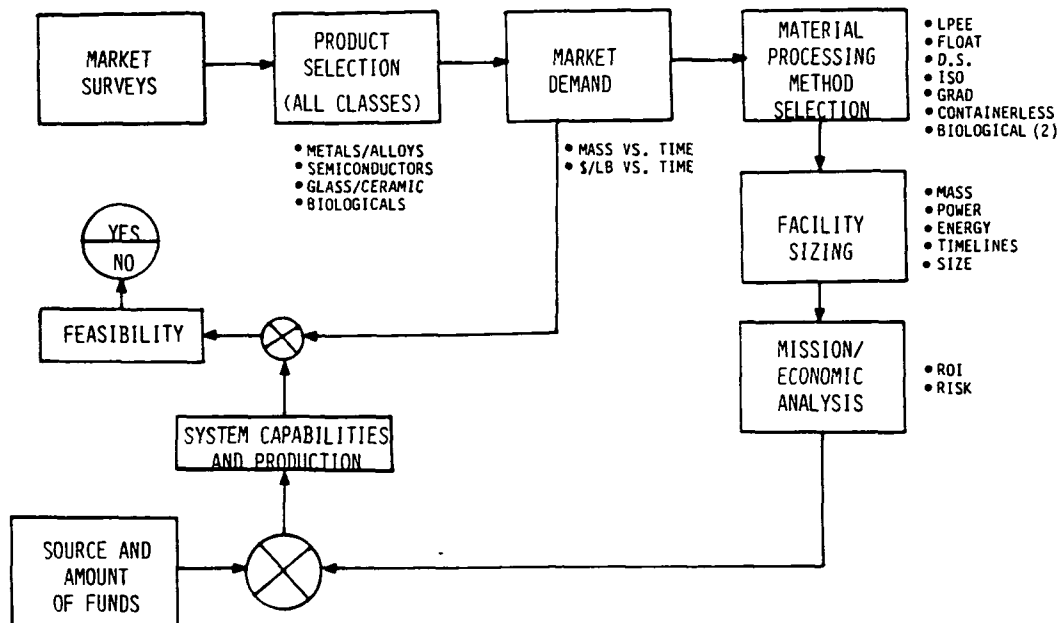 MARKET
SURVEYS
PRODUCT
SELECTION
(ALL CLASSES)
• METALS/ALLOYS
• SEMICONDUCTORS
• GLASS/CERAMIC
• BIOLOGICALS
MARKET
DEMAND
• MASS VS. TIME
• $/LB VS. TIME
MATERIAL
PROCESSING
METHOD
SELECTION
• LPEE
• FLOAT
• D.S.
• ISO
• GRAD
• CONTAINERLESS
• BIOLOGICAL (2)
FACILITY
SIZING
• MASS
• POWER
• ENERGY
• TIMELINES
• SIZE
MISSION/
ECONOMIC
ANALYSIS
• ROI
• RISK
YES
NO
FEASIBILITY
SYSTEM CAPABILITIES
AND PRODUCTION
SOURCE AND
AMOUNT
OF FUNDS